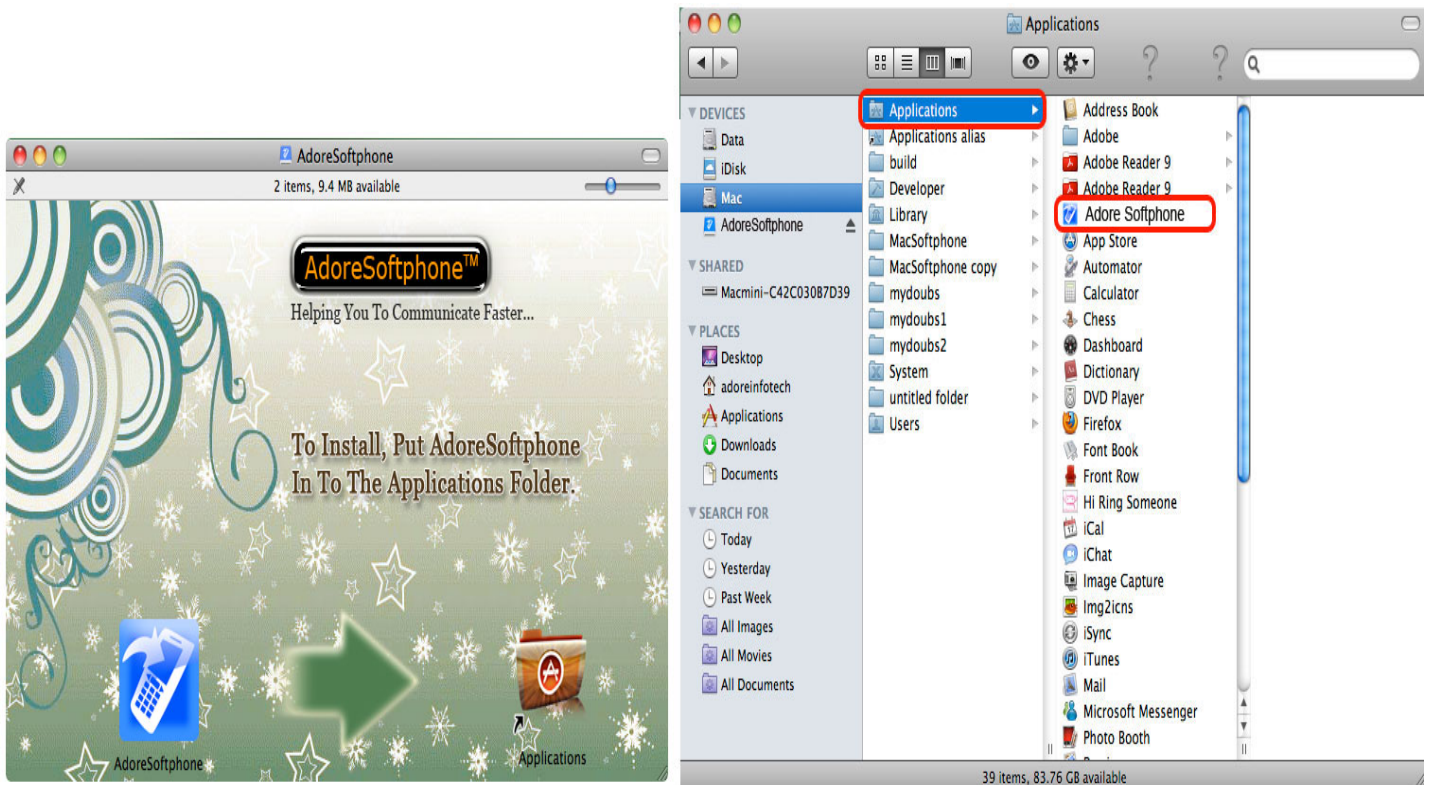 AdoreSoftphone
2 items, 9.4 MB available
AdoreSoftphone™
Helping You To Communicate Faster...
To Install, Put AdoreSoftphone
In To The Applications Folder.
AdoreSoftphone
Applications
Applications
DEVICES
Data
iDisk
Mac
AdoreSoftphone
SHARED
Macmini-C42C030B7D39
PLACES
Desktop
adoreinfotech
Applications
Downloads
Documents
SEARCH FOR
Today
Yesterday
Past Week
All Images
All Movies
All Documents
Applications
Applications alias
build
Developer
Library
MacSoftphone
MacSoftphone copy
mydoubs
mydoubs1
mydoubs2
System
untitled folder
Users
Address Book
Adobe
Adobe Reader 9
Adobe Reader 9
Adore Softphone
App Store
Automator
Calculator
Chess
Dashboard
Dictionary
DVD Player
Firefox
Font Book
Front Row
Hi Ring Someone
iCal
iChat
Image Capture
Img2icns
iSync
iTunes
Mail
Microsoft Messenger
Photo Booth
39 items, 83.76 GB available